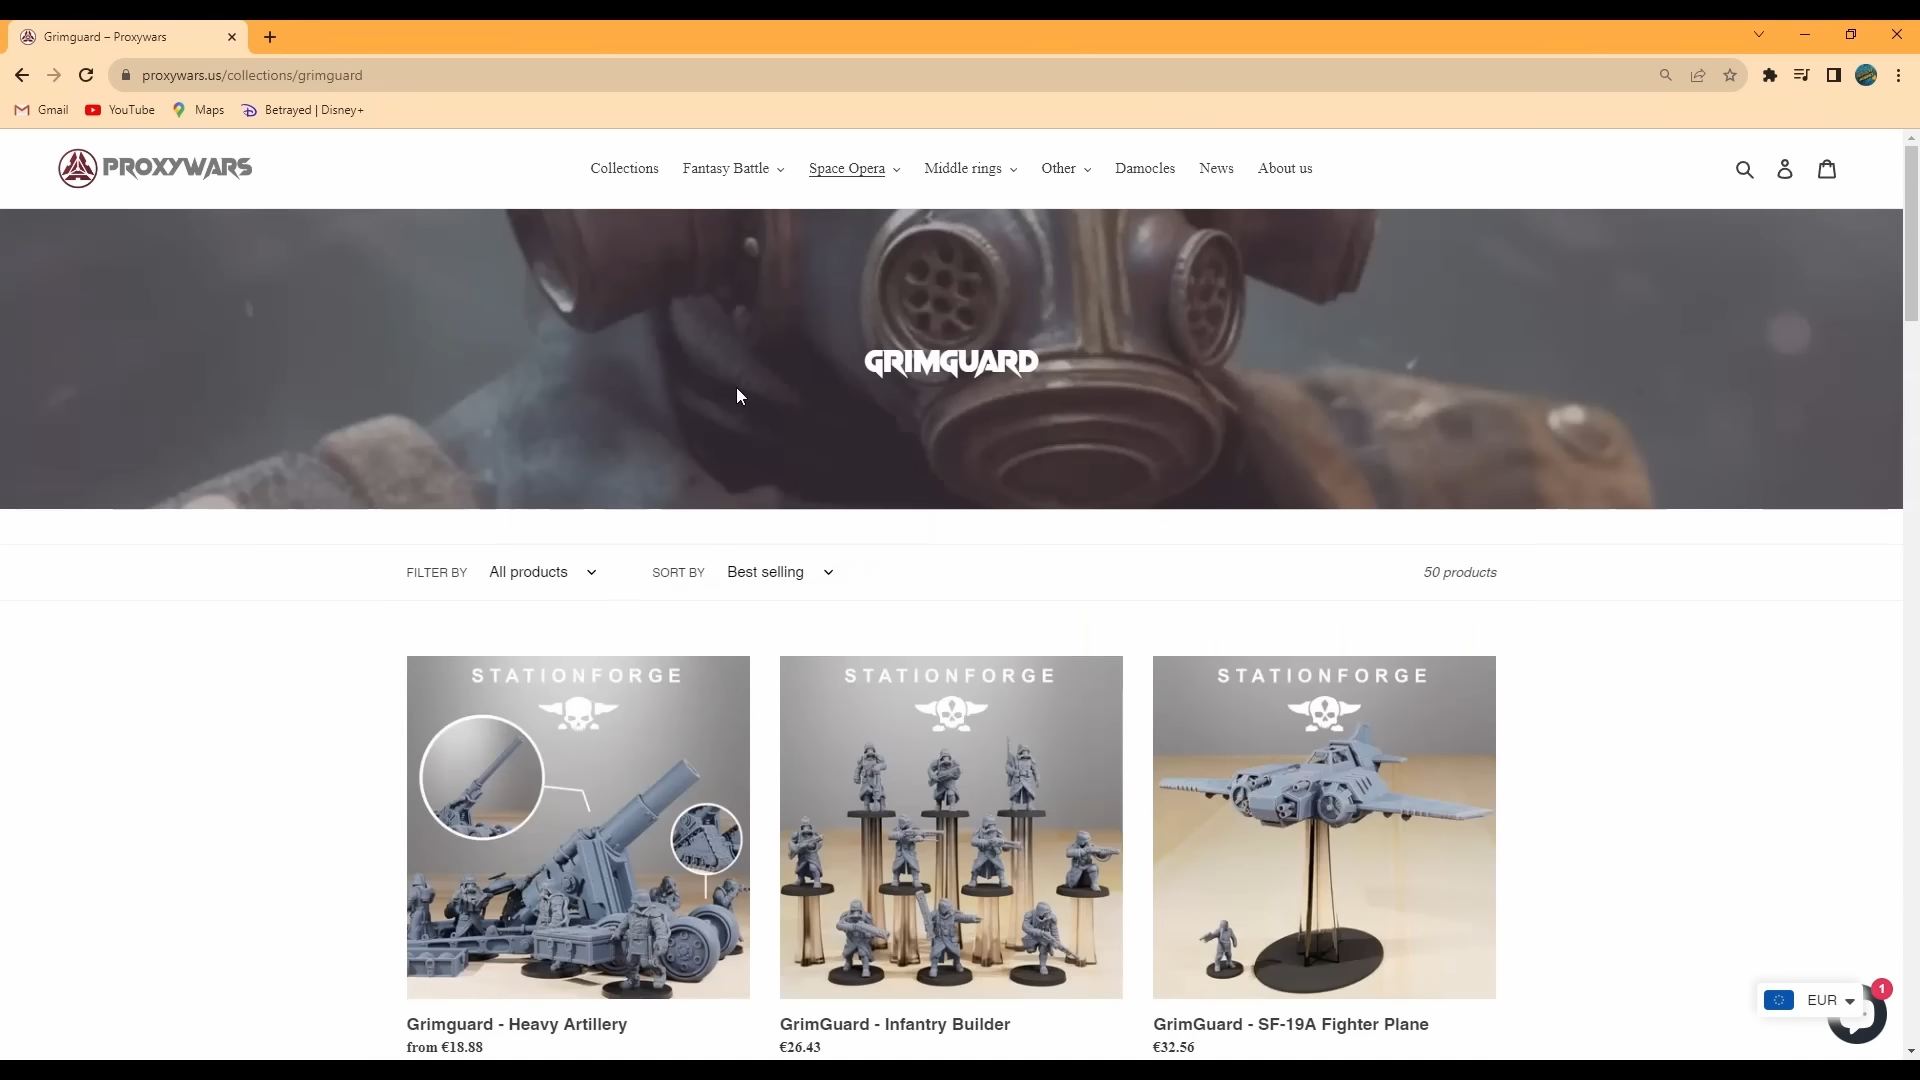 Grimguard – Proxywars
proxywars.us/collections/grimguard
Gmail YouTube Maps Betrayed | Disney+
PROXYWARS
Collections Fantasy Battle Space Opera Middle rings Other Damocles News About us
GRIMGUARD
FILTER BY All products SORT BY Best selling 50 products
STATIONFORGE STATIONFORGE STATIONFORGE
Grimguard - Heavy Artillery GrimGuard - Infantry Builder GrimGuard - SF-19A Fighter Plane
from €18.88 €26.43 €32.56
EUR 1